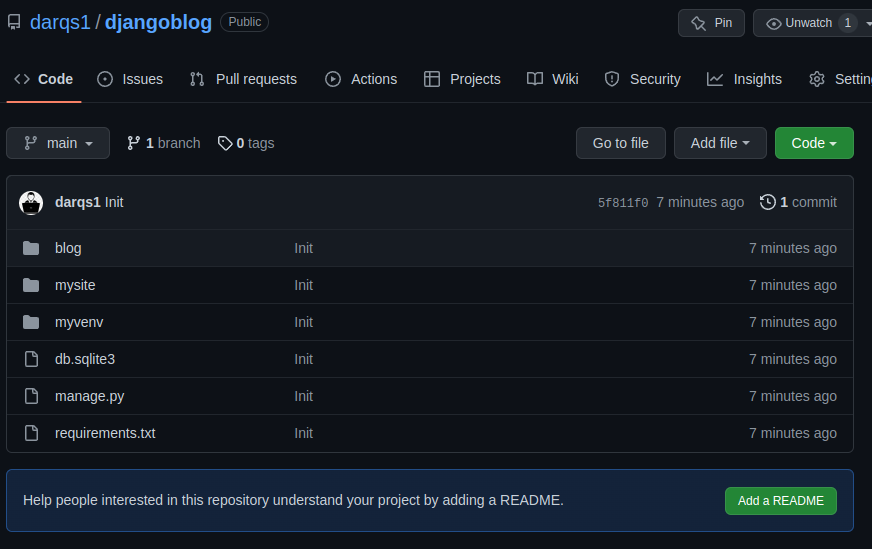 darqs1 / djangoblog Public Pin Unwatch 1
Code Issues Pull requests Actions Projects Wiki Security Insights Settin
main 1 branch 0 tags Go to file Add file Code
darqs1 Init 5f811f0 7 minutes ago 1 commit
blog Init 7 minutes ago
mysite Init 7 minutes ago
myvenv Init 7 minutes ago
db.sqlite3 Init 7 minutes ago
manage.py Init 7 minutes ago
requirements.txt Init 7 minutes ago
Help people interested in this repository understand your project by adding a README. Add a README